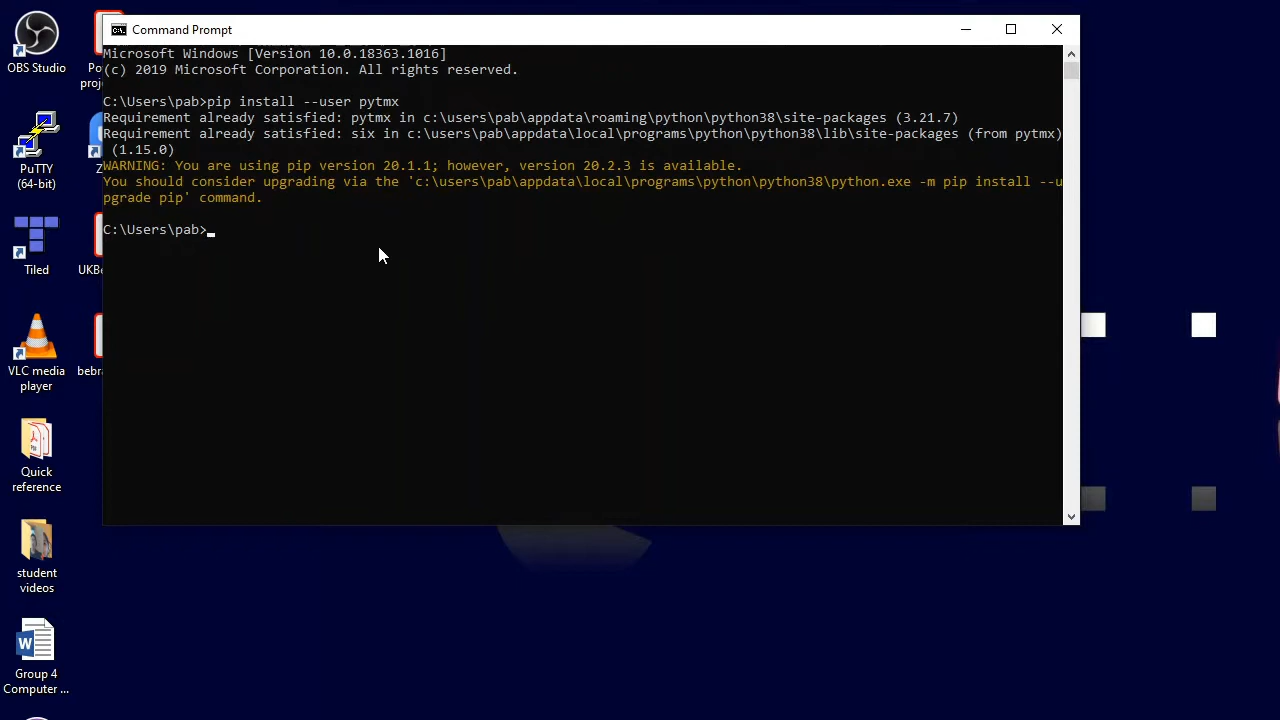 Command Prompt
Microsoft Windows [Version 10.0.18363.1016]
(c) 2019 Microsoft Corporation. All rights reserved.
C:\Users\pab>pip install --user pytmx
Requirement already satisfied: pytmx in c:\users\pab\appdata\roaming\python\python38\site-packages (3.21.7)
Requirement already satisfied: six in c:\users\pab\appdata\local\programs\python\python38\lib\site-packages (from pytmx)
(1.15.0)
WARNING: You are using pip version 20.1.1; however, version 20.2.3 is available.
You should consider upgrading via the 'c:\users\pab\appdata\local\programs\python\python38\python.exe -m pip install --u
pgrade pip' command.
C:\Users\pab>
OBS Studio
PuTTY
(64-bit)
Tiled
VLC media
player
Quick
reference
student
videos
Group 4
Computer ...